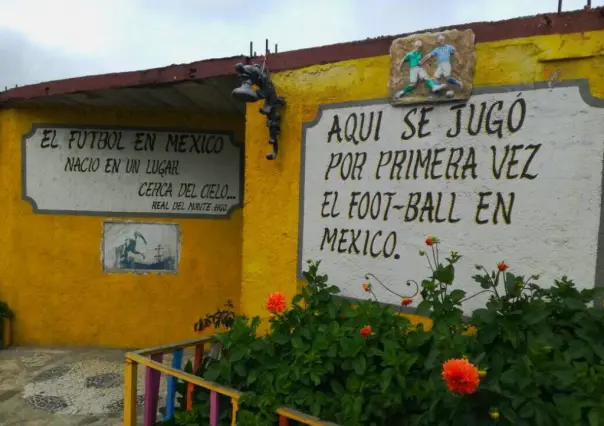 EL FUTBOL EN MEXICO
NACIO EN UN LUGAR
CERCA DEL CIELO...
REAL DEL MONTE HGO
AQUI SE JUGÓ
POR PRIMERA VEZ
EL FOOT-BALL EN
MEXICO.